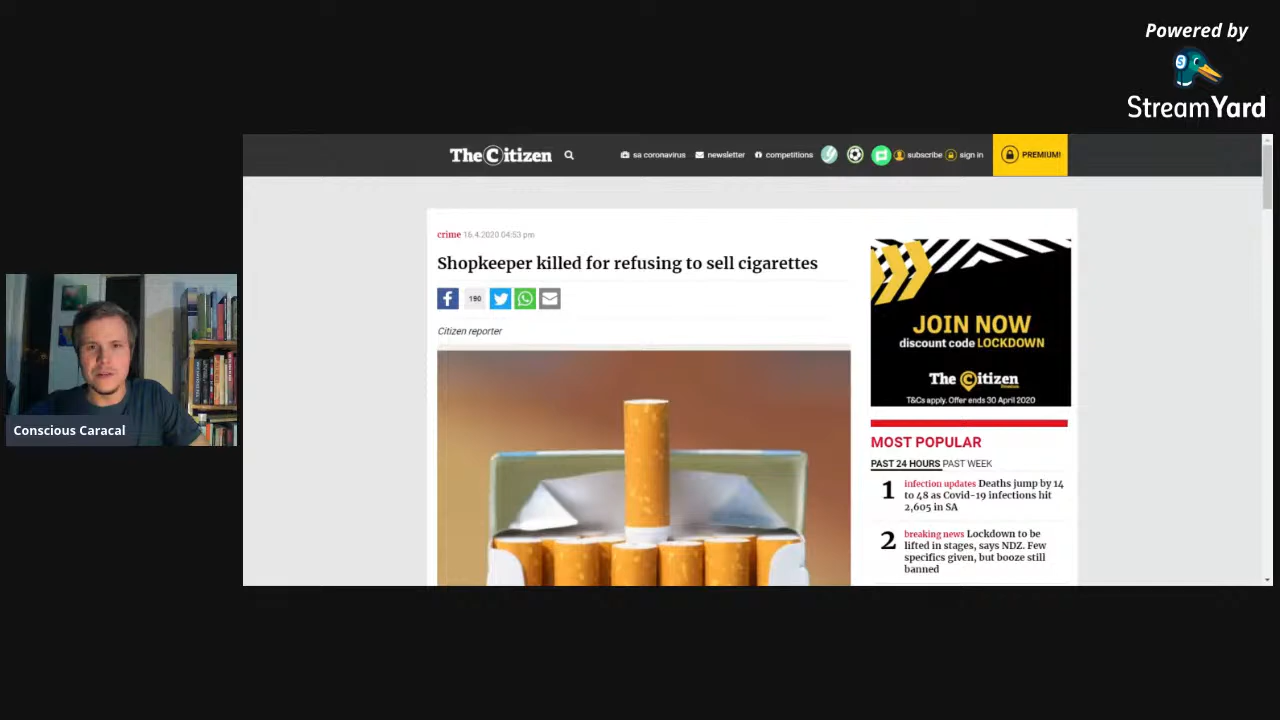 Powered by
StreamYard
The Citizen
sa coronavirus
newsletter
competitions
subscribe
sign in
PREMIUM!
crime 16.4.2020 04:53 pm
Shopkeeper killed for refusing to sell cigarettes
190
Citizen reporter
JOIN NOW
discount code LOCKDOWN
The Citizen
T&Cs apply. Offer ends 30 April 2020
MOST POPULAR
PAST 24 HOURS PAST WEEK
1
infection updates Deaths jump by 14
to 48 as Covid-19 infections hit
2,605 in SA
2
breaking news Lockdown to be
lifted in stages, says NDZ. Few
specifics given, but booze still
banned
Conscious Caracal